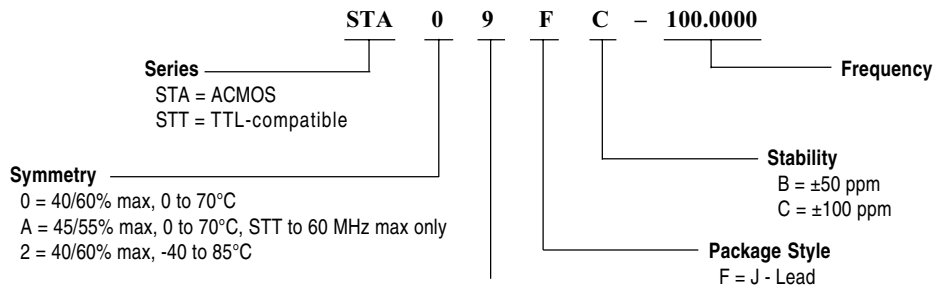 STA 0 9 F C – 100.0000
Series
STA = ACMOS
STT = TTL-compatible
Frequency
Symmetry
0 = 40/60% max, 0 to 70°C
A = 45/55% max, 0 to 70°C, STT to 60 MHz max only
2 = 40/60% max, -40 to 85°C
Stability
B = ±50 ppm
C = ±100 ppm
Package Style
F = J - Lead